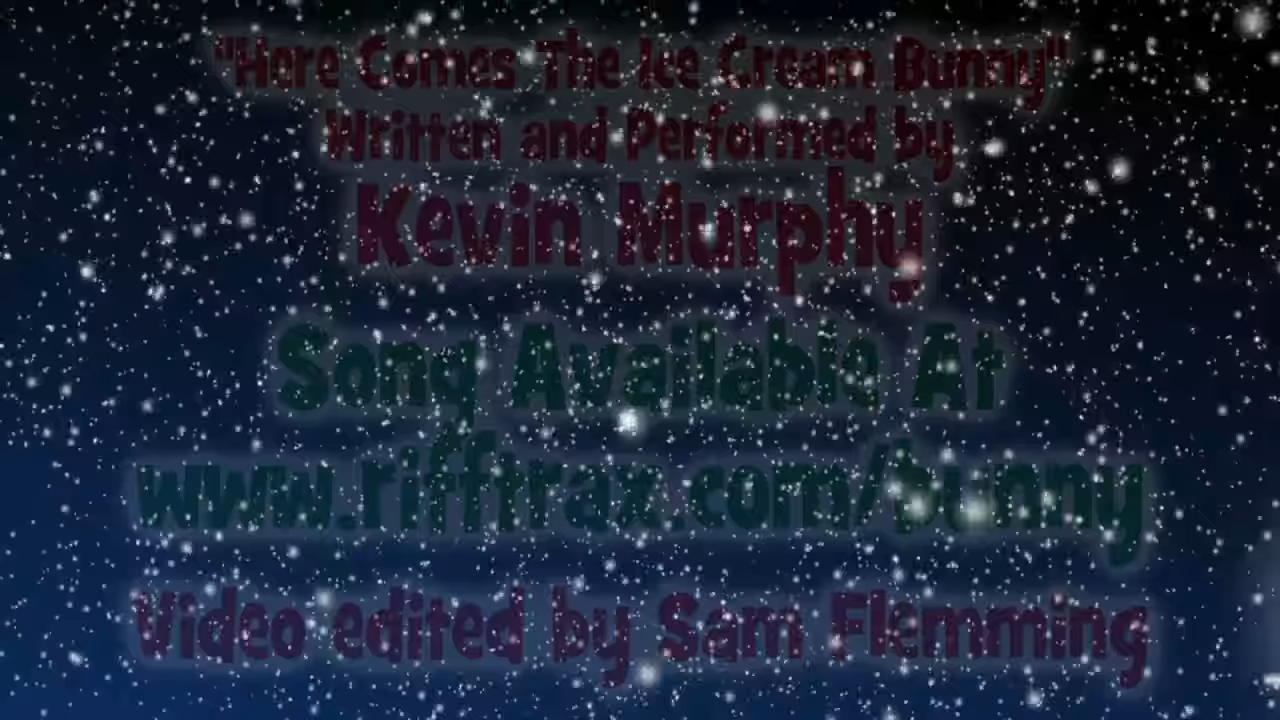 "Here Comes The Ice Cream Bunny"
Written and Performed by
Kevin Murphy
Song Available At
www.rifftrax.com/bunny
Video edited by Sam Flemming